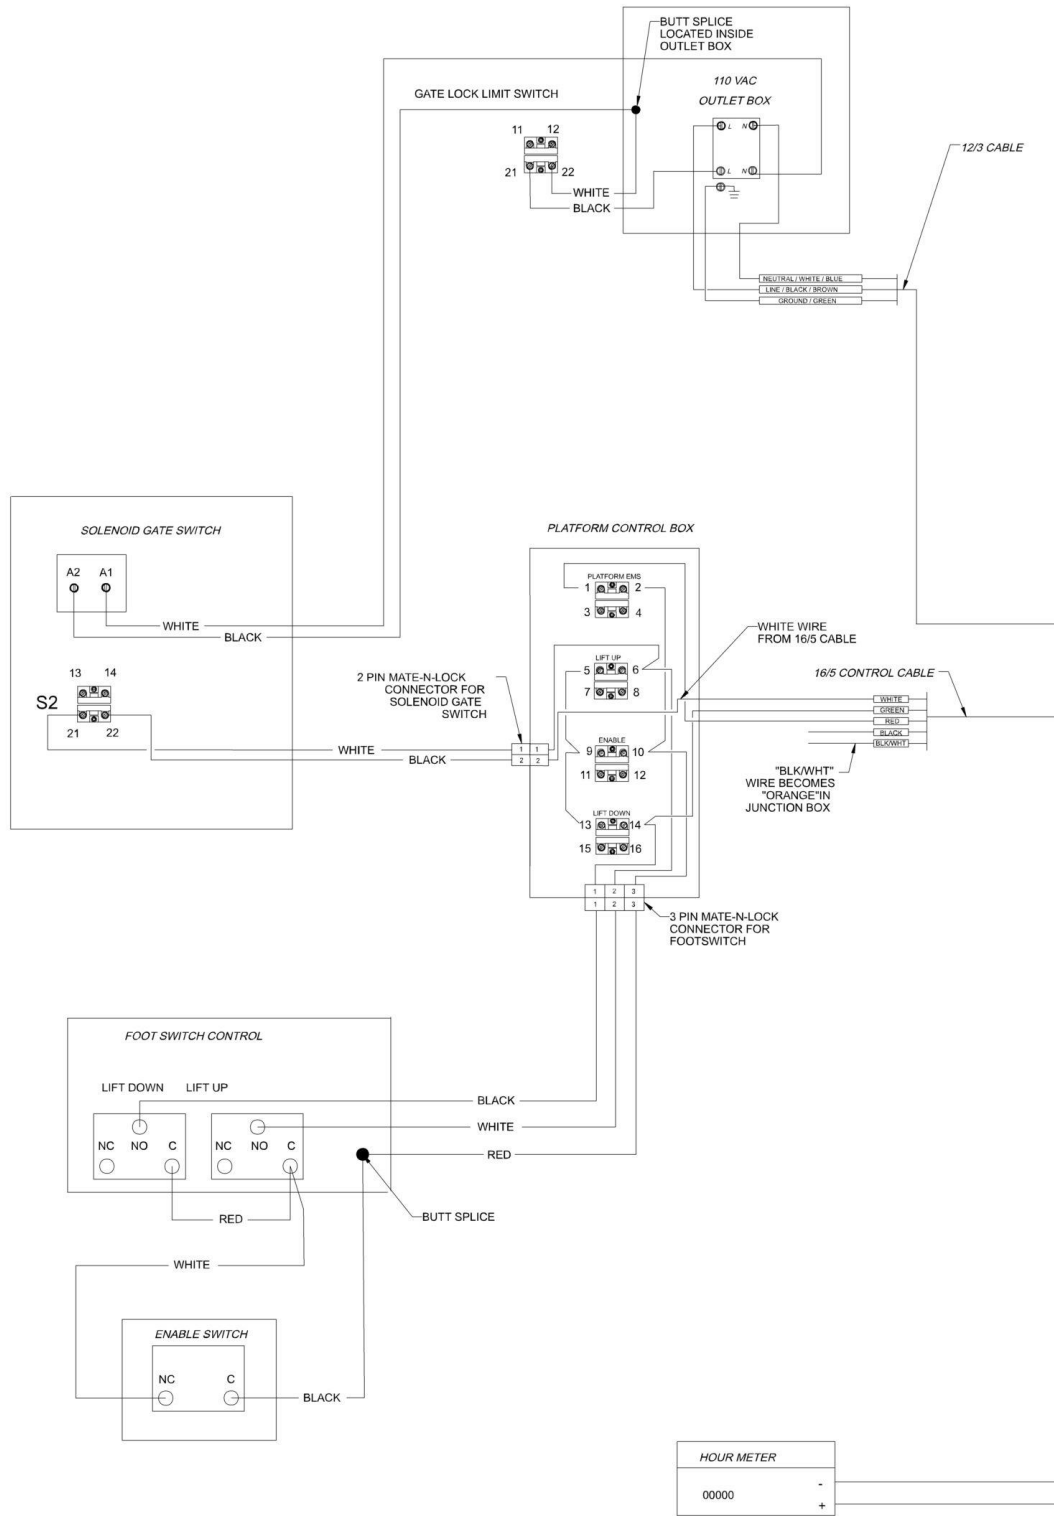 BUTT SPLICE
LOCATED INSIDE
OUTLET BOX
110 VAC
OUTLET BOX
GATE LOCK LIMIT SWITCH
11 12
21 22
L N
L N
WHITE
BLACK
12/3 CABLE
NEUTRAL / WHITE / BLUE
LINE / BLACK / BROWN
GROUND / GREEN
SOLENOID GATE SWITCH
A2 A1
WHITE
BLACK
13 14
S2
21 22
WHITE
BLACK
2 PIN MATE-N-LOCK
CONNECTOR FOR
SOLENOID GATE
SWITCH
1 1
2 2
PLATFORM CONTROL BOX
PLATFORM EMS
1 2
3 4
LIFT UP
5 6
7 8
ENABLE
9 10
11 12
LIFT DOWN
13 14
15 16
1 2 3
1 2 3
WHITE WIRE
FROM 16/5 CABLE
16/5 CONTROL CABLE
WHITE
GREEN
RED
BLACK
BLK/WHT
"BLK/WHT"
WIRE BECOMES
"ORANGE"IN
JUNCTION BOX
3 PIN MATE-N-LOCK
CONNECTOR FOR
FOOTSWITCH
FOOT SWITCH CONTROL
LIFT DOWN LIFT UP
NC NO C
NC NO C
BLACK
WHITE
RED
BUTT SPLICE
RED
WHITE
ENABLE SWITCH
NC C
BLACK
HOUR METER
00000
-
+